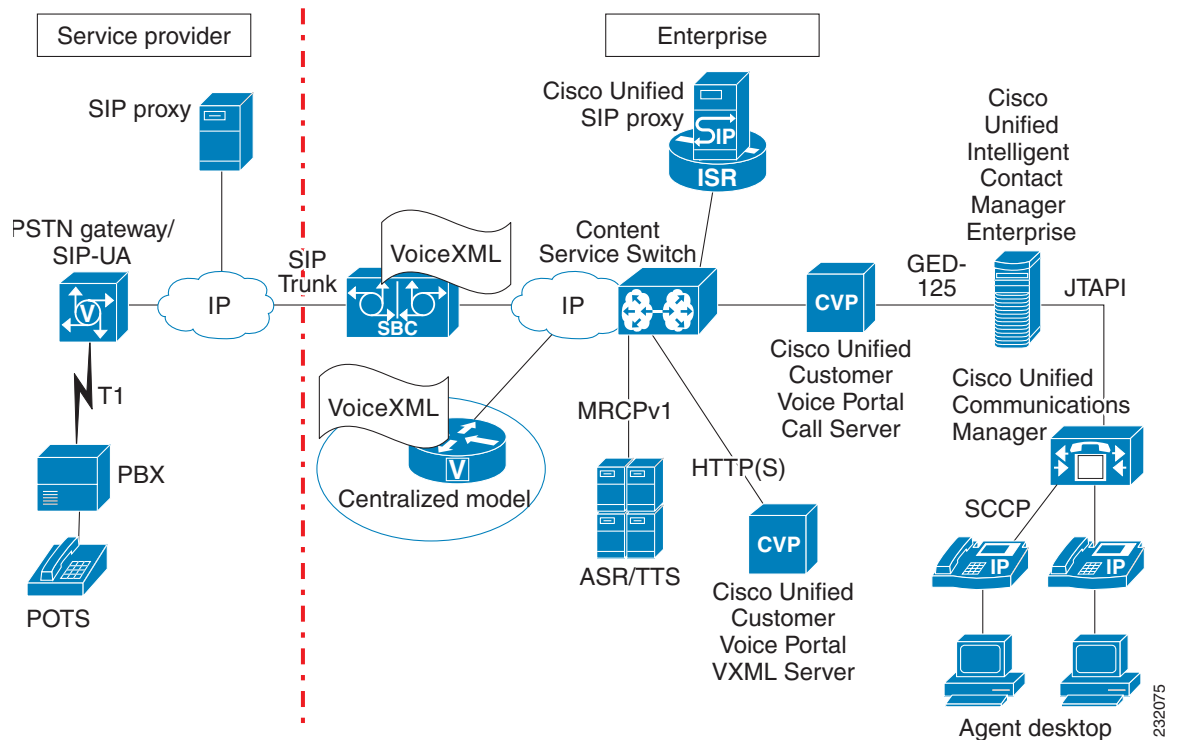 Service provider
Enterprise
SIP proxy
Cisco Unified
SIP proxy
IP
ISR
Cisco
Unified
Intelligent
Contact
Manager
Enterprise
PSTN gateway/
SIP-UA
V
IP
SIP
Trunk
VoiceXML
SBC
IP
Content
Service Switch
CVP
GED-
125
JTAPI
Cisco Unified
Customer
Voice Portal
Call Server
Cisco Unified
Communications
Manager
T1
PBX
POTS
VoiceXML
V
Centralized model
MRCPv1
ASR/TTS
HTTP(S)
CVP
Cisco Unified
Customer
Voice Portal
VXML Server
SCCP
IP
IP
Agent desktop
232075